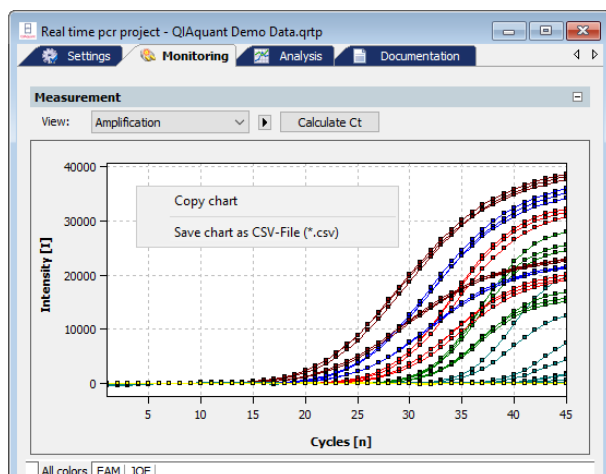 Real time pcr project - QIAquant Demo Data.qrtp
Settings Monitoring Analysis Documentation
Measurement
View: Amplification Calculate Ct
Copy chart
Save chart as CSV-File (*.csv)
40000
30000
20000
10000
0
Intensity [I]
5 10 15 20 25 30 35 40 45
Cycles [n]
All colors FAM JOE